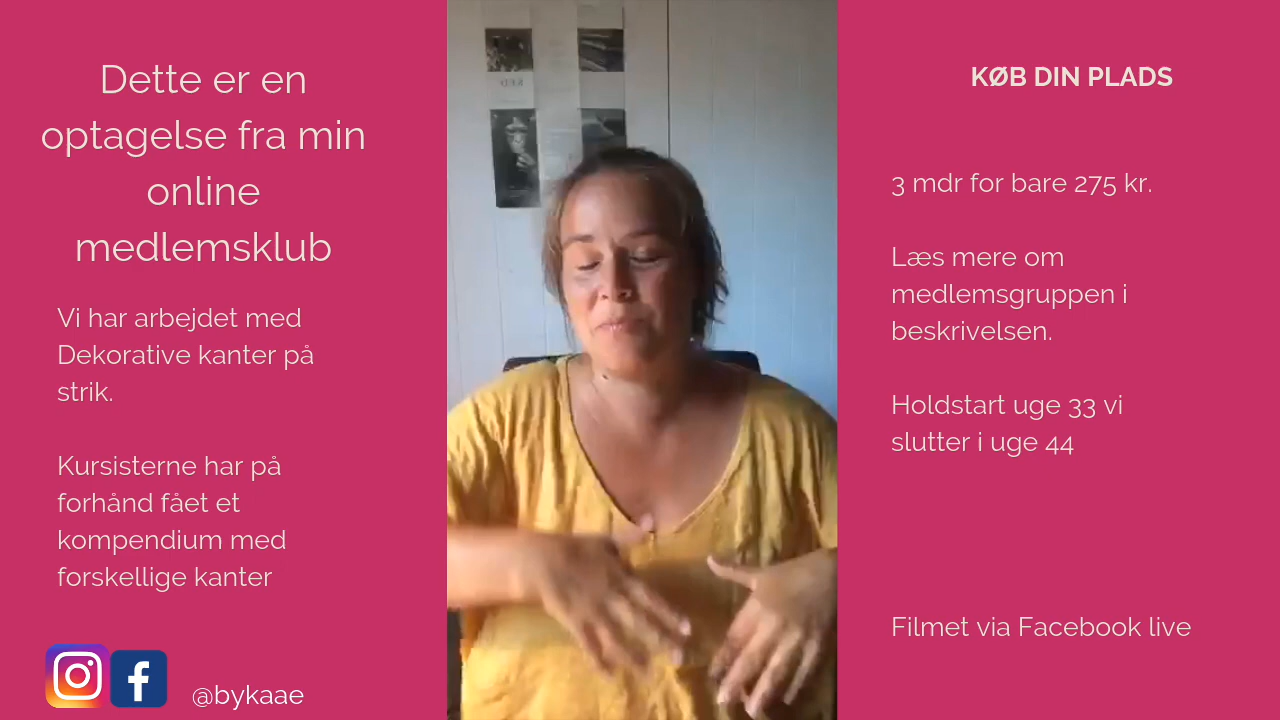 Dette er en
optagelse fra min
online
medlemsklub
Vi har arbejdet med
Dekorative kanter på
strik.
Kursisterne har på
forhånd fået et
kompendium med
forskellige kanter
@bykaae
KØB DIN PLADS
3 mdr for bare 275 kr.
Læs mere om
medlemsgruppen i
beskrivelsen.
Holdstart uge 33 vi
slutter i uge 44
Filmet via Facebook live